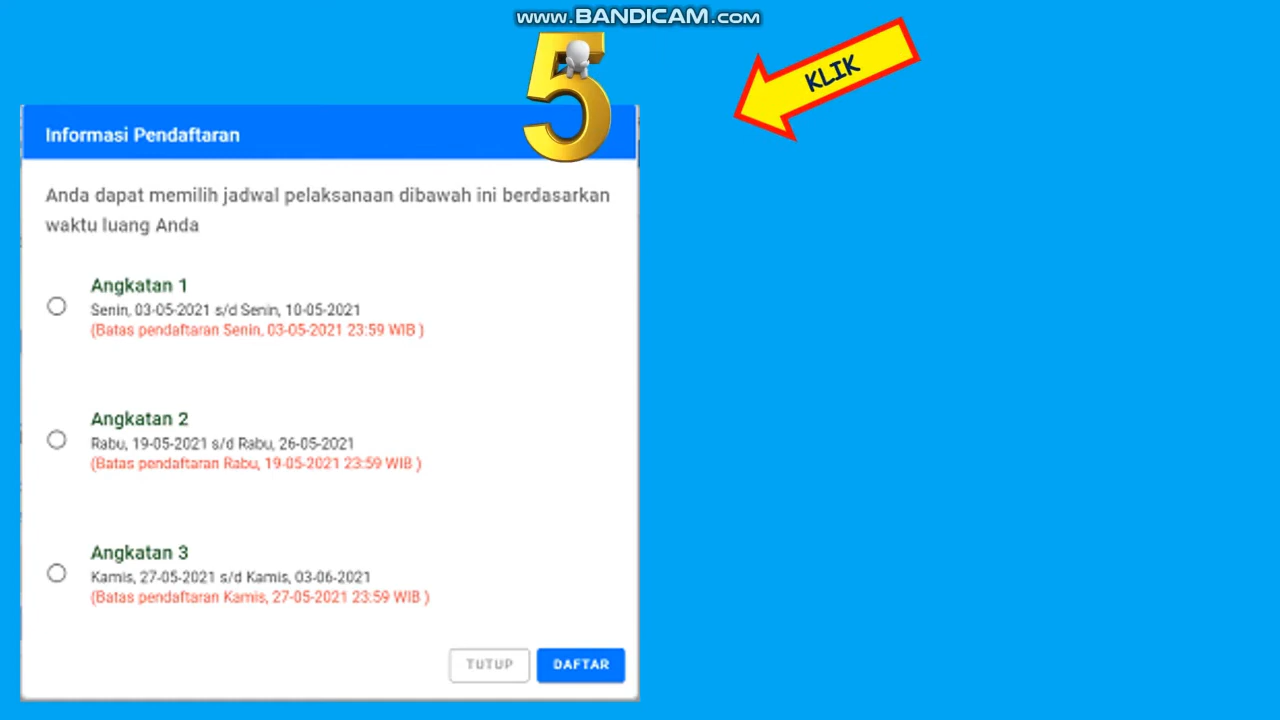 www.BANDICAM.com
5
KLIK
Informasi Pendaftaran
Anda dapat memilih jadwal pelaksanaan dibawah ini berdasarkan
waktu luang Anda
Angkatan 1
Senin, 03-05-2021 s/d Senin, 10-05-2021
(Batas pendaftaran Senin, 03-05-2021 23:59 WIB )
Angkatan 2
Rabu, 19-05-2021 s/d Rabu, 26-05-2021
(Batas pendaftaran Rabu, 19-05-2021 23:59 WIB )
Angkatan 3
Kamis, 27-05-2021 s/d Kamis, 03-06-2021
(Batas pendaftaran Kamis, 27-05-2021 23:59 WIB )
TUTUP DAFTAR